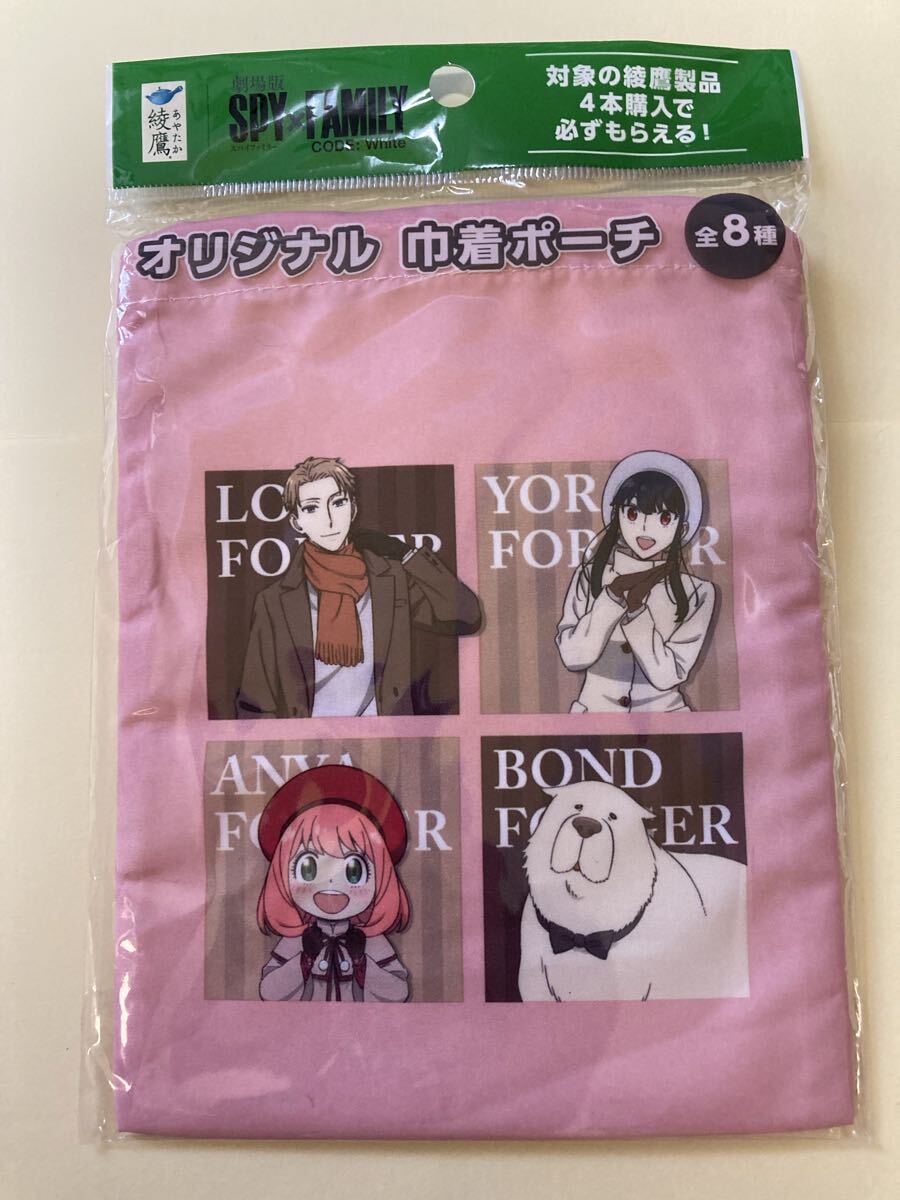 あやたか
綾鷹
劇場版
SPY×FAMILY
スパイファミリー
CODE: White
対象の綾鷹製品
4本購入で
必ずもらえる!
オリジナル 巾着ポーチ
全8種
LO
FO ER
YOR
FOR ER
ANYA
FO ER
BOND
FO GER